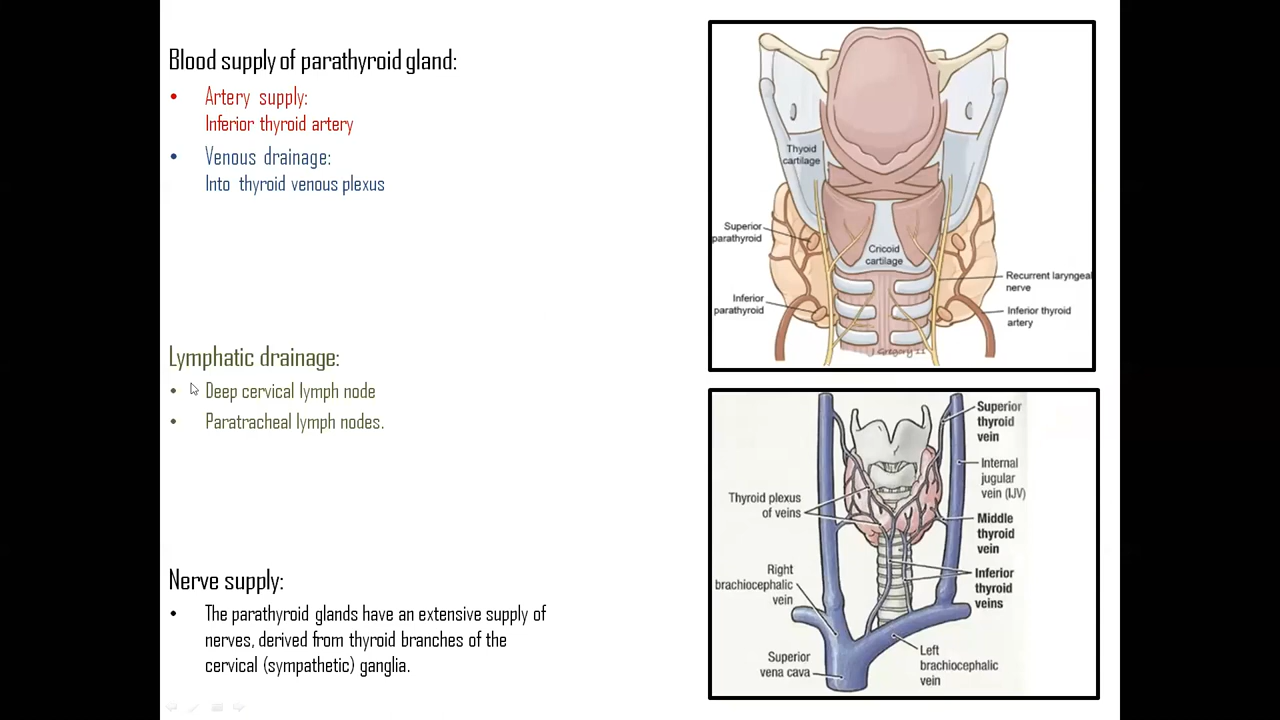 Blood supply of parathyroid gland:
• Artery supply:
Inferior thyroid artery
• Venous drainage:
Into thyroid venous plexus
Lymphatic drainage:
• Deep cervical lymph node
• Paratracheal lymph nodes.
Nerve supply:
• The parathyroid glands have an extensive supply of
nerves, derived from thyroid branches of the
cervical (sympathetic) ganglia.
Thyoid
cartilage
Superior
parathyroid
Cricoid
cartilage
Recurrent laryngeal
nerve
Inferior
parathyroid
Inferior thyroid
artery
J Gregory 11
Superior
thyroid
vein
Internal
jugular
vein (IJV)
Thyroid plexus
of veins
Middle
thyroid
vein
Right
brachiocephalic
vein
Inferior
thyroid
veins
Superior
vena cava
Left
brachiocephalic
vein